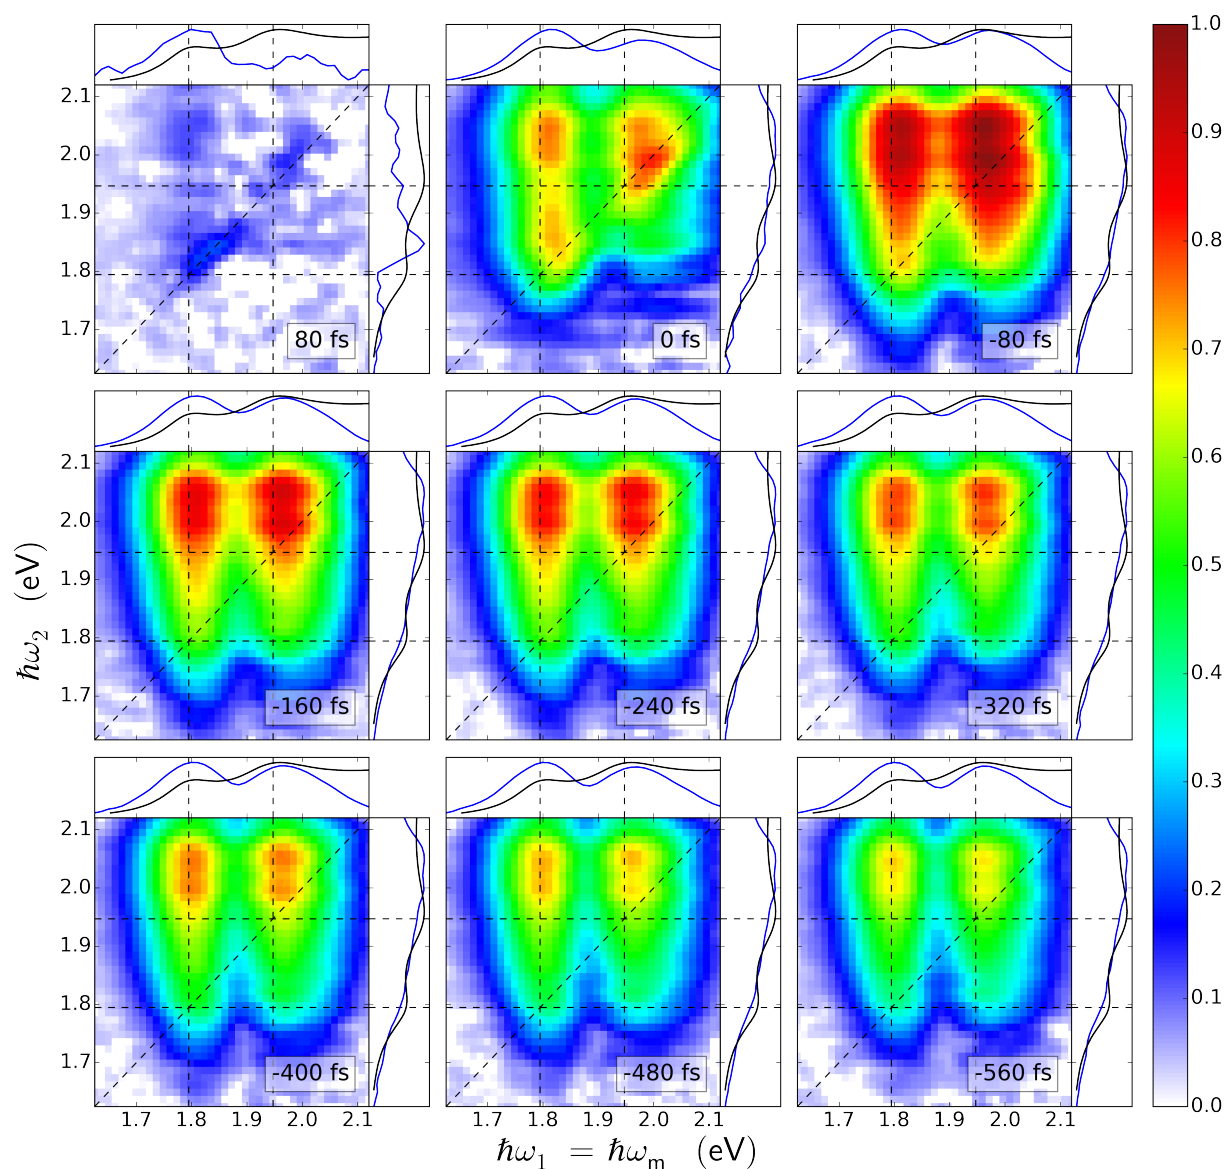 1.0
2.1
0.9
2.0
1.9
0.8
1.8
0.7
1.7
80 fs
0 fs
-80 fs
0.6
2.1
2.0
0.5
1.9
1.8
0.4
1.7
-160 fs
-240 fs
-320 fs
ħω₂ (eV)
0.3
2.1
2.0
0.2
1.9
1.8
0.1
1.7
-400 fs
-480 fs
-560 fs
0.0
1.7 1.8 1.9 2.0 2.1
1.7 1.8 1.9 2.0 2.1
1.7 1.8 1.9 2.0 2.1
ħω₁ = ħωₘ (eV)